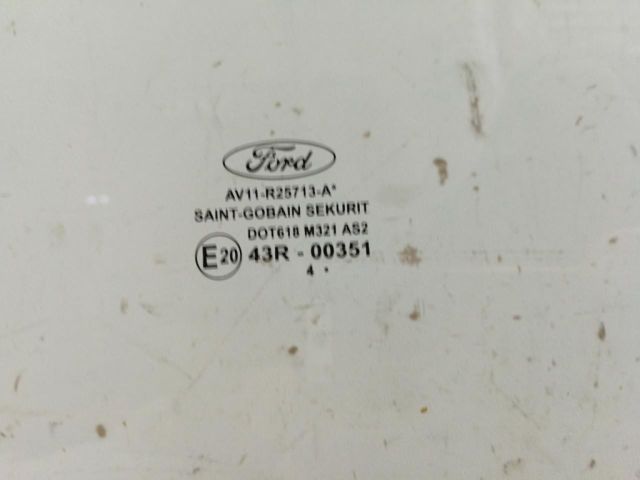 Ford
AV11-R25713-A*
SAINT-GOBAIN SEKURIT
DOT618 M321 AS2
E20 43R - 00351
4 •